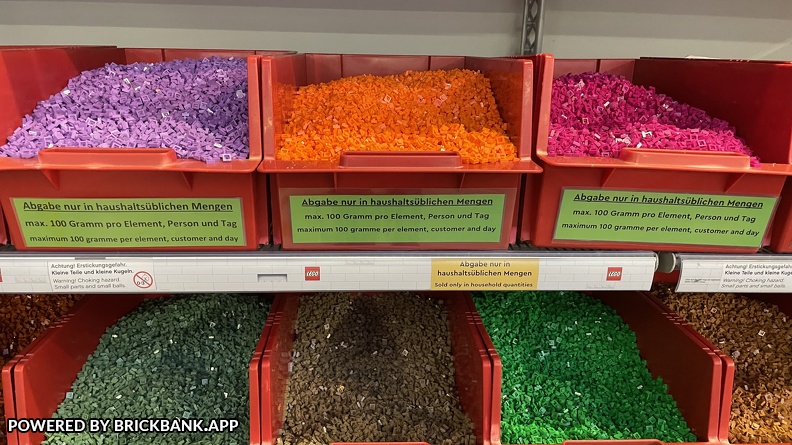 Abgabe nur in haushaltsüblichen Mengen
max. 100 Gramm pro Element, Person und Tag
maximum 100 gramme per element, customer and day
Abgabe nur in haushaltsüblichen Mengen
max. 100 Gramm pro Element, Person und Tag
maximum 100 gramme per element, customer and day
Abgabe nur in haushaltsüblichen Mengen
max. 100 Gramm pro Element, Person und Tag
maximum 100 gramme per element, customer and day
Achtung! Erstickungsgefahr.
Kleine Teile und kleine Kugeln.
Warning! Choking hazard.
Small parts and small balls.
LEGO
Abgabe nur in
haushaltsüblichen Mengen
Sold only in household quantities
LEGO
Achtung! Erstickungsgefahr.
Kleine Teile und kleine
Warning! Choking hazard.
Small parts and small balls.
POWERED BY BRICKBANK.APP